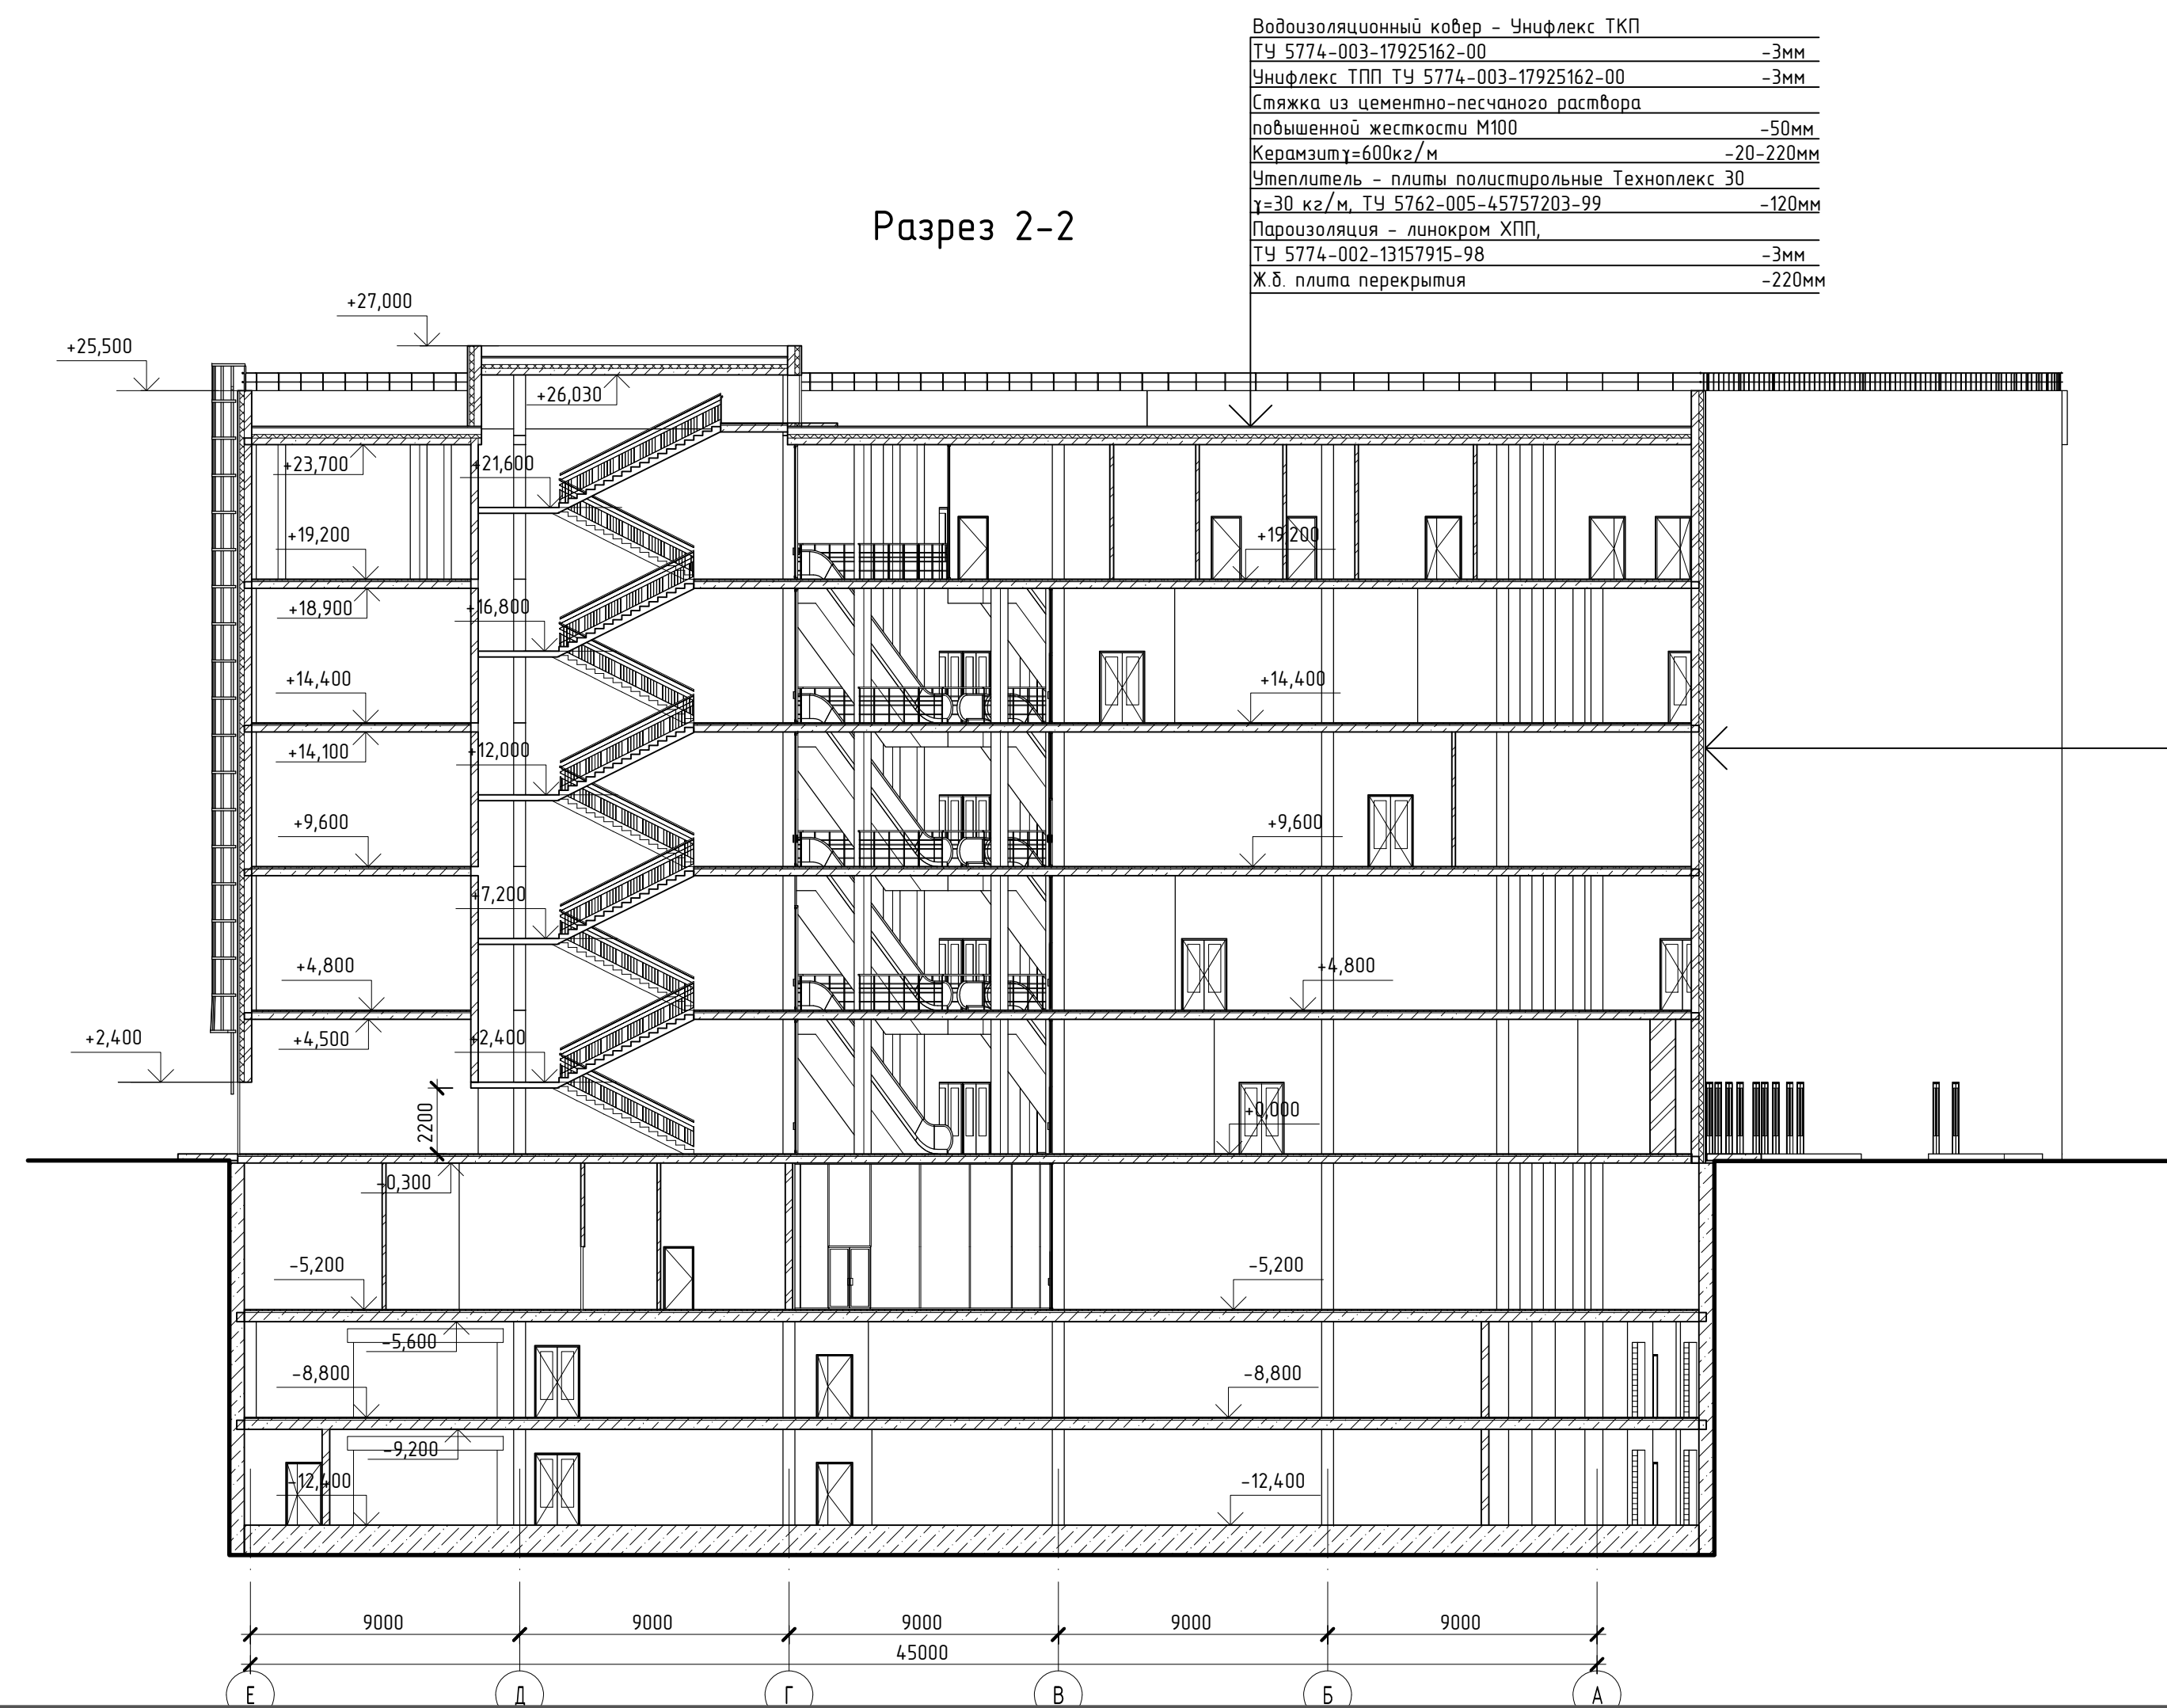 Водоизоляционный ковер - Унифлекс ТКП
ТУ 5774-003-17925162-00 -3мм
Унифлекс ТПП ТУ 5774-003-17925162-00 -3мм
Стяжка из цементно-песчаного раствора
повышенной жесткости М100 -50мм
Керамзитγ=600кг/м -20-220мм
Утеплитель - плиты полистирольные Техноплекс 30
γ=30 кг/м, ТУ 5762-005-45757203-99 -120мм
Пароизоляция - линокром ХПП,
ТУ 5774-002-13157915-98 -3мм
Ж.б. плита перекрытия -220мм
Разрез 2-2
+27,000
+25,500
+26,030
+23,700
+21,600
+19,200
+19,200
+18,900
+16,800
+14,400
+14,400
+14,100
+12,000
+9,600
+9,600
+7,200
+4,800
+4,800
+4,500
+2,400
+2,400
2200
+0,000
-0,300
-5,200
-5,200
-5,600
-8,800
-8,800
-9,200
-12,400
-12,400
9000 9000 9000 9000 9000
45000
Е Д Г В Б А